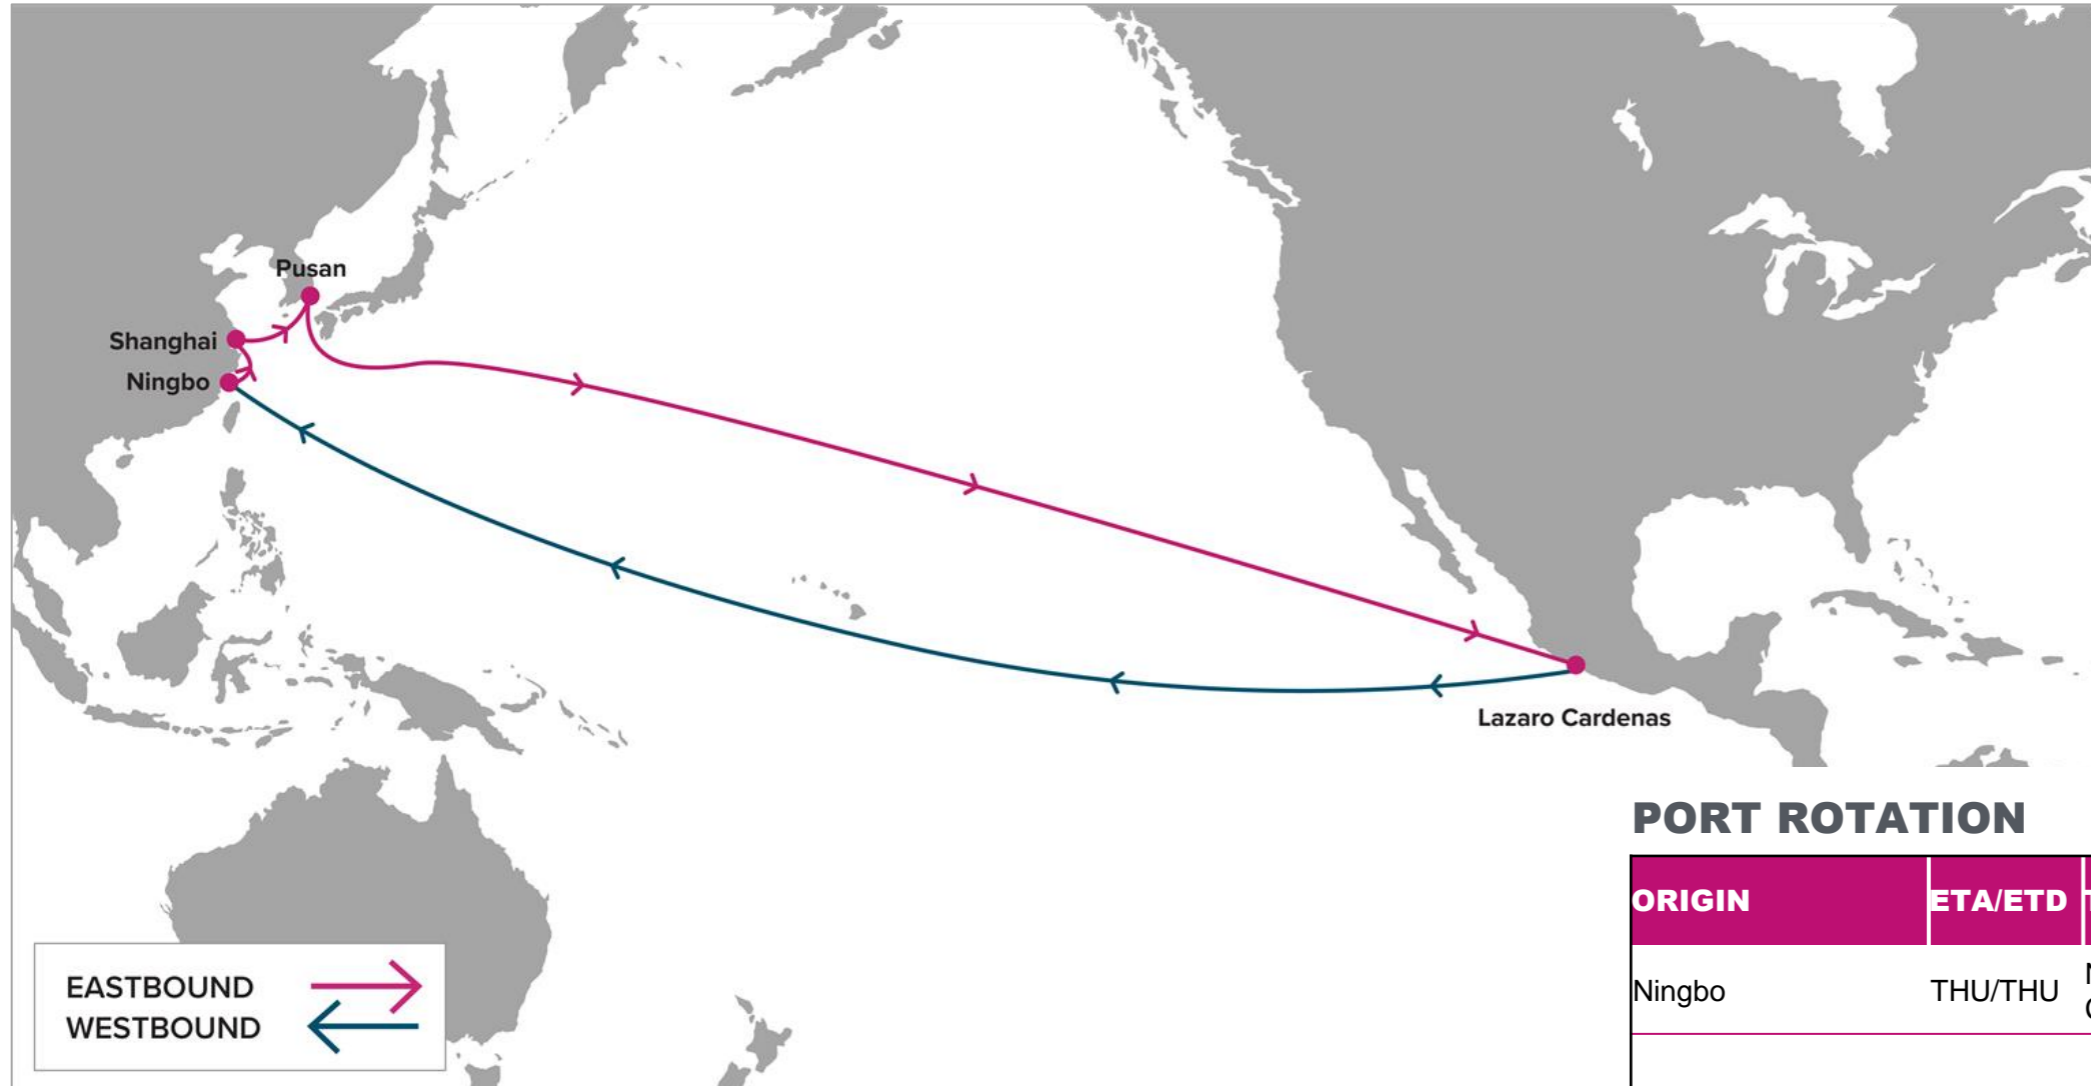 Pusan
Shanghai
Ningbo
Lazaro Cardenas
PORT ROTATION
ORIGIN ETA/ETD
Ningbo THU/THU
EASTBOUND
WESTBOUND